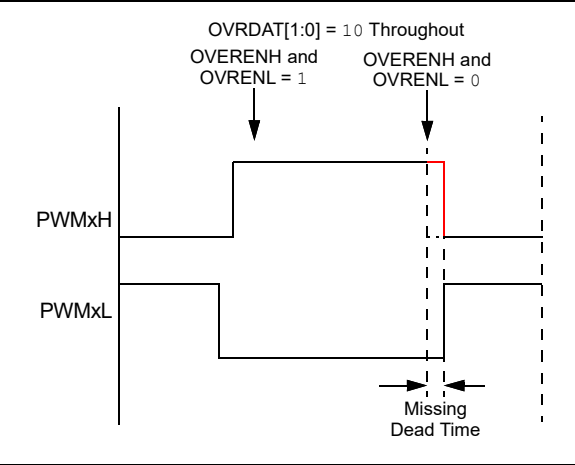 OVRDAT[1:0] = 10 Throughout
OVERENH and
OVRENL = 1
OVERENH and
OVRENL = 0
PWMxH
PWMxL
Missing
Dead Time